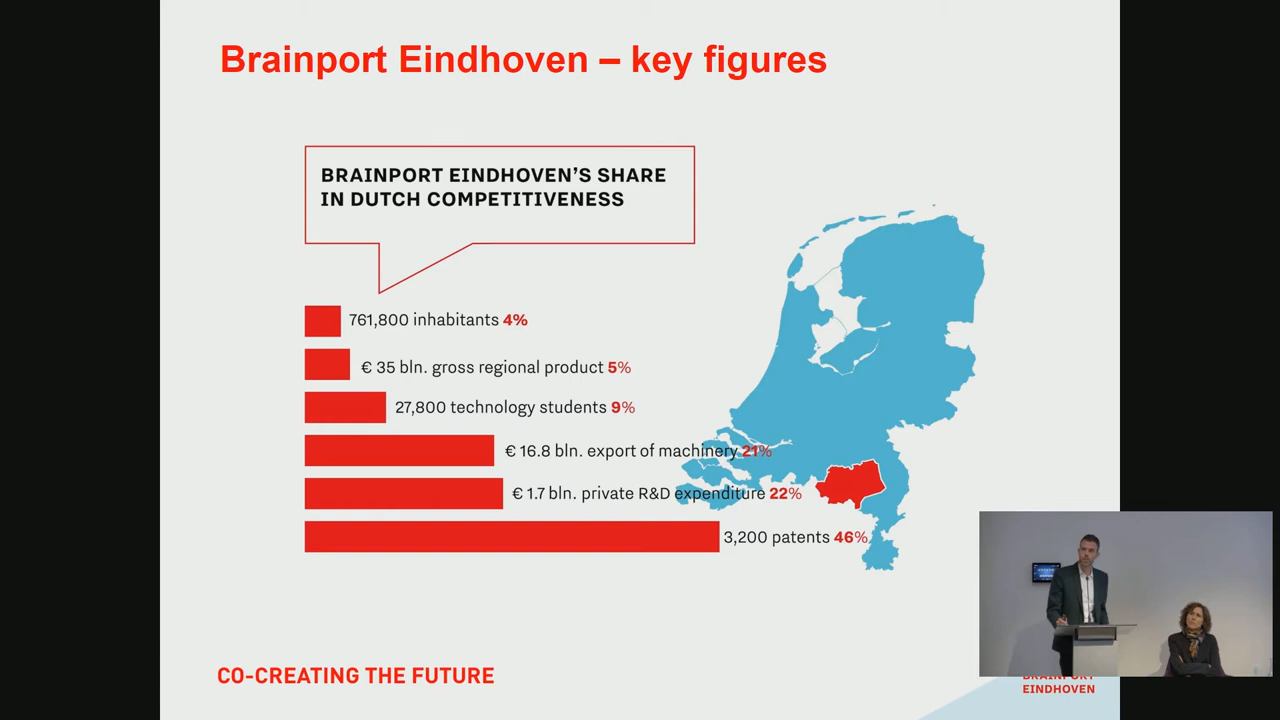 Brainport Eindhoven – key figures
BRAINPORT EINDHOVEN’S SHARE
IN DUTCH COMPETITIVENESS
761,800 inhabitants 4%
€ 35 bln. gross regional product 5%
27,800 technology students 9%
€ 16.8 bln. export of machinery 21%
€ 1.7 bln. private R&D expenditure 22%
3,200 patents 46%
CO-CREATING THE FUTURE
BRAINPORT
EINDHOVEN